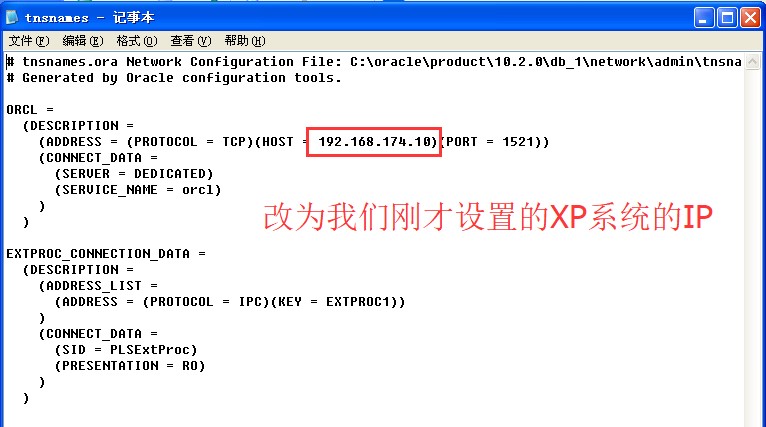 tnsnames - 记事本
文件(F) 编辑(E) 格式(O) 查看(V) 帮助(H)
# tnsnames.ora Network Configuration File: C:\oracle\product\10.2.0\db_1\network\admin\tnsna
# Generated by Oracle configuration tools.
ORCL =
(DESCRIPTION =
(ADDRESS = (PROTOCOL = TCP)(HOST = 192.168.174.10)(PORT = 1521))
(CONNECT_DATA =
(SERVER = DEDICATED)
(SERVICE_NAME = orcl)
)
)
改为我们刚才设置的XP系统的IP
EXTPROC_CONNECTION_DATA =
(DESCRIPTION =
(ADDRESS_LIST =
(ADDRESS = (PROTOCOL = IPC)(KEY = EXTPROC1))
)
(CONNECT_DATA =
(SID = PLSExtProc)
(PRESENTATION = RO)
)
)